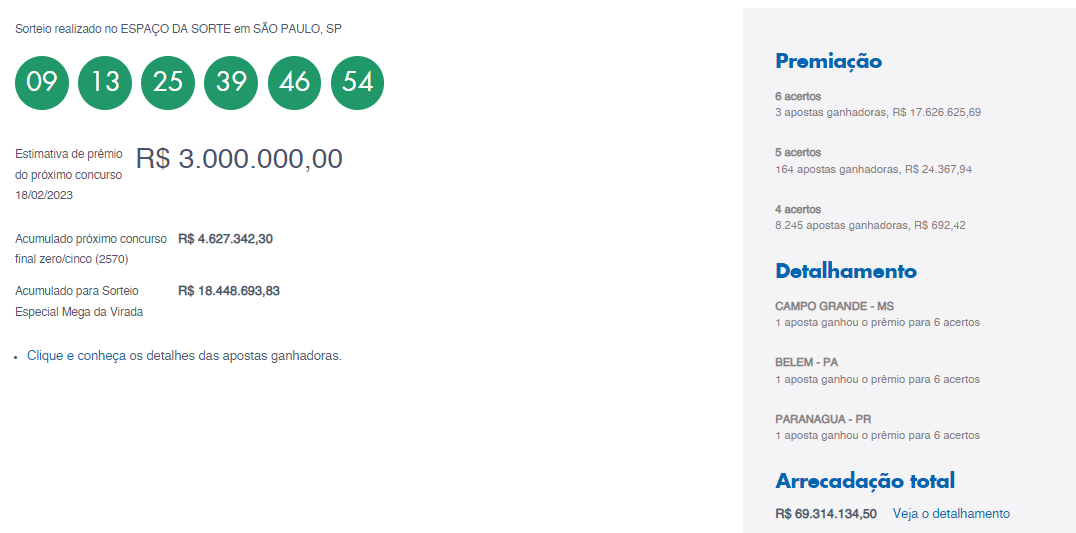 Sorteio realizado no ESPAÇO DA SORTE em SÃO PAULO, SP
09 13 25 39 46 54
Estimativa de prêmio
do próximo concurso
18/02/2023
R$ 3.000.000,00
Acumulado próximo concurso
final zero/cinco (2570)
R$ 4.627.342,30
Acumulado para Sorteio
Especial Mega da Virada
R$ 18.448.693,83
• Clique e conheça os detalhes das apostas ganhadoras.
Premiação
6 acertos
3 apostas ganhadoras, R$ 17.626.625,69
5 acertos
164 apostas ganhadoras, R$ 24.367,94
4 acertos
8.245 apostas ganhadoras, R$ 692,42
Detalhamento
CAMPO GRANDE - MS
1 aposta ganhou o prêmio para 6 acertos
BELEM - PA
1 aposta ganhou o prêmio para 6 acertos
PARANAGUA - PR
1 aposta ganhou o prêmio para 6 acertos
Arrecadação total
R$ 69.314.134,50 Veja o detalhamento